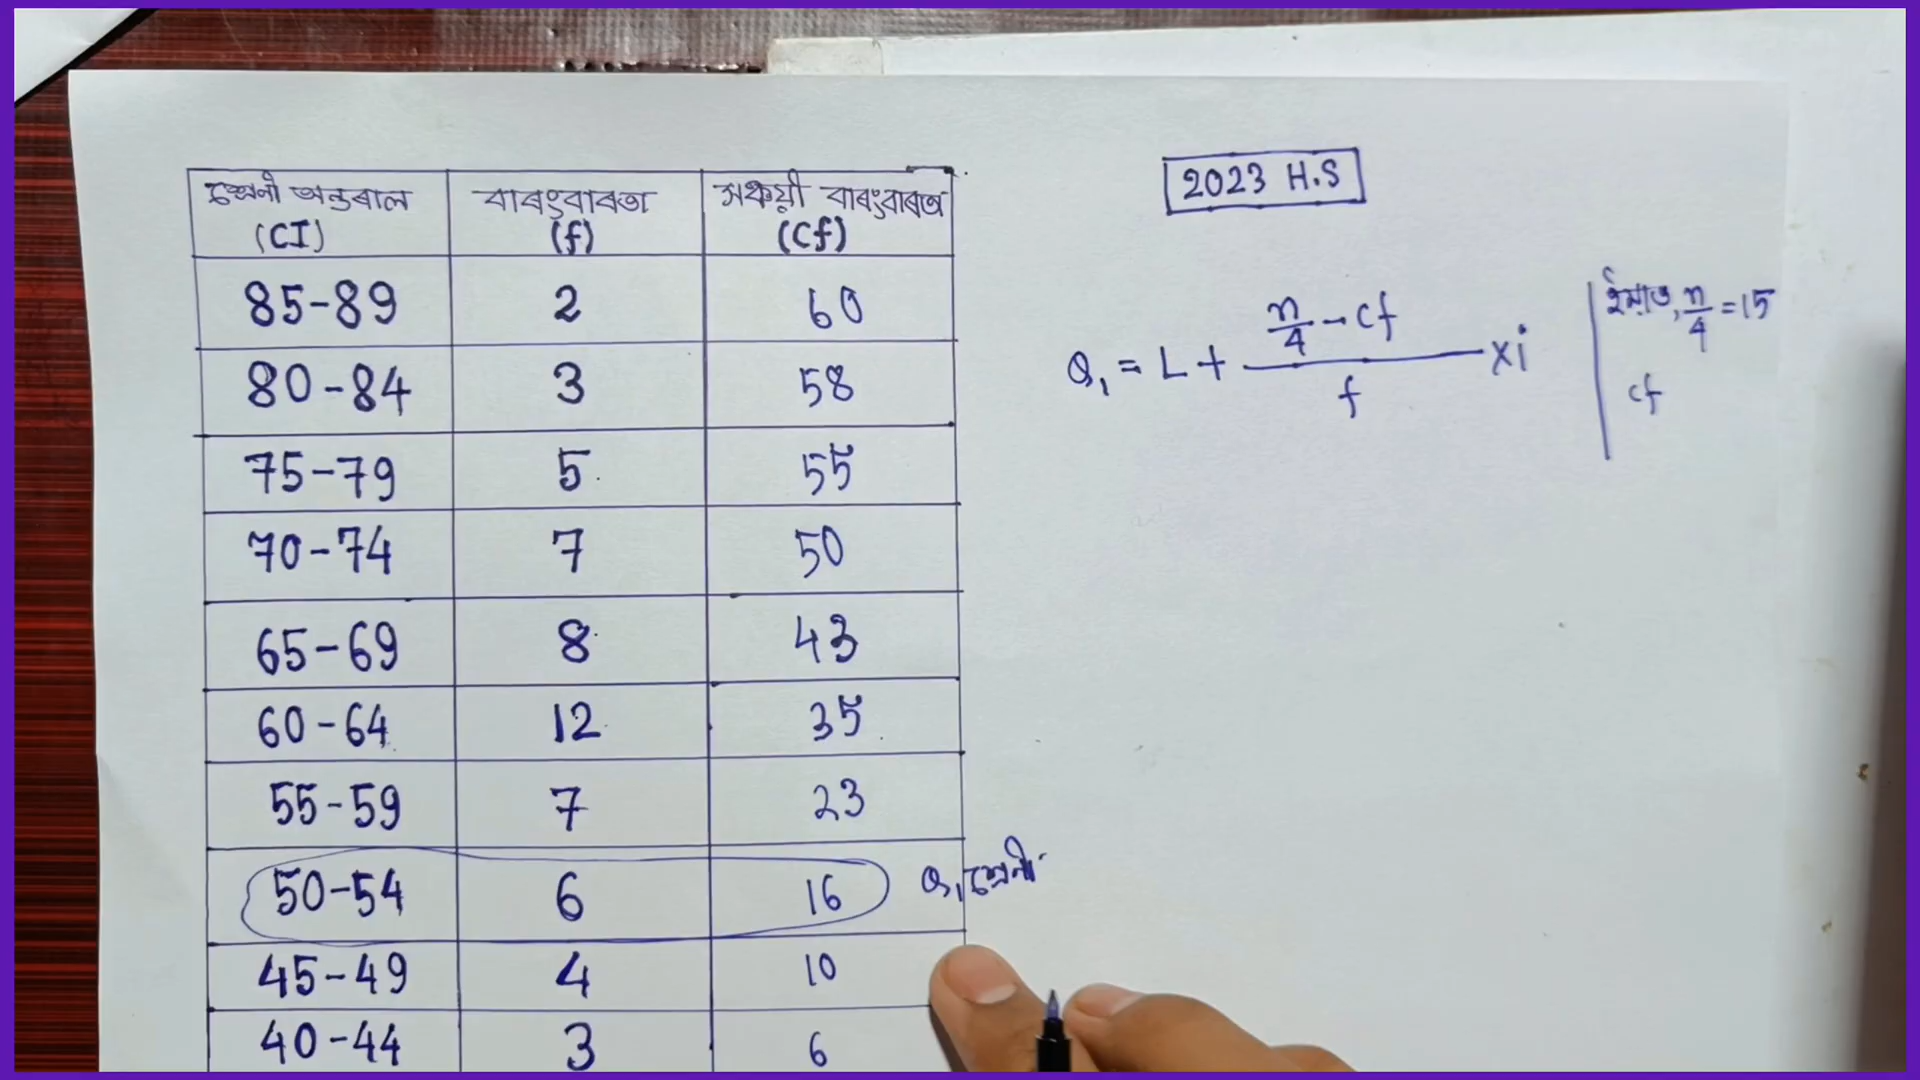 শ্রেণী অন্তৰাল বাৰংবাৰতা সঞ্চয়ী বাৰংবাৰতা
(CI) (f) (Cf)
85-89 2 60
80-84 3 58
75-79 5 55
70-74 7 50
65-69 8 43
60-64 12 35
55-59 7 23
50-54 6 16 Q₁ শ্রেণী
45-49 4 10
40-44 3 6
2023 H.S
n/4 - cf
Q₁ = L + ——— xi
f
ইয়াত, n/4 = 15
cf